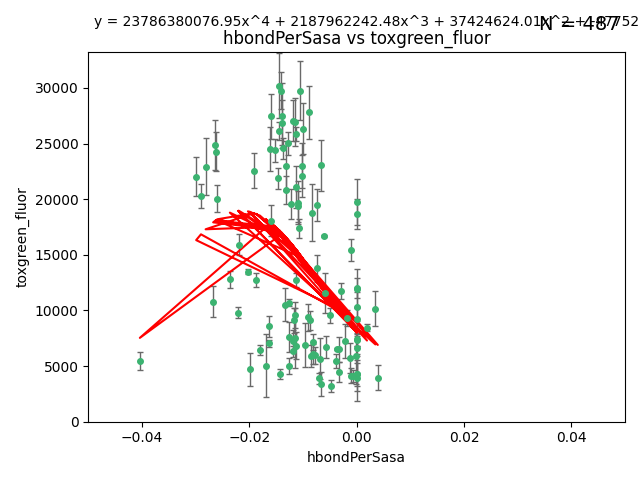 y = 23786380076.95x^4 + 2187962242.48x^3 + 37424624.01x^2 +
N = 487
hbondPerSasa vs toxgreen_fluor
30000
25000
20000
15000
10000
5000
0
toxgreen_fluor
−0.04
−0.02
0.00
0.02
0.04
hbondPerSasa